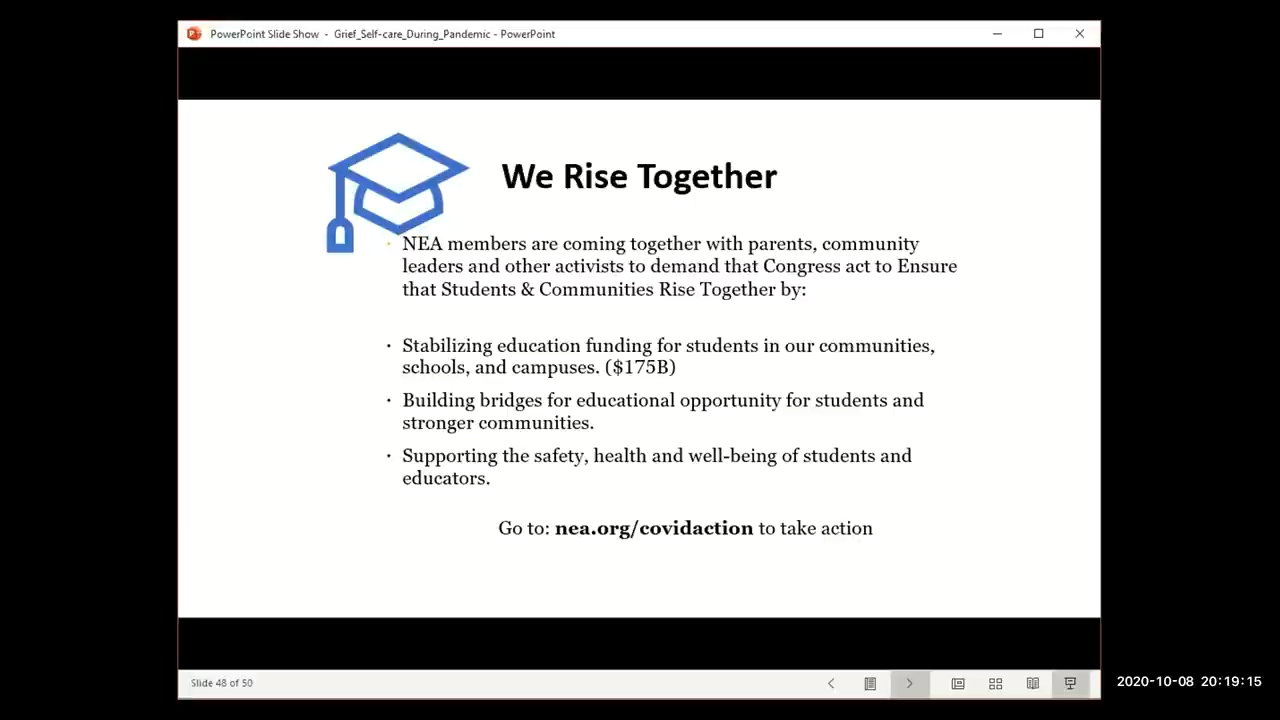 PowerPoint Slide Show - Grief_Self-care_During_Pandemic - PowerPoint
We Rise Together
• NEA members are coming together with parents, community
leaders and other activists to demand that Congress act to Ensure
that Students & Communities Rise Together by:
• Stabilizing education funding for students in our communities,
schools, and campuses. ($175B)
• Building bridges for educational opportunity for students and
stronger communities.
• Supporting the safety, health and well-being of students and
educators.
Go to: nea.org/covidaction to take action
Slide 48 of 50
2020-10-08 20:19:15